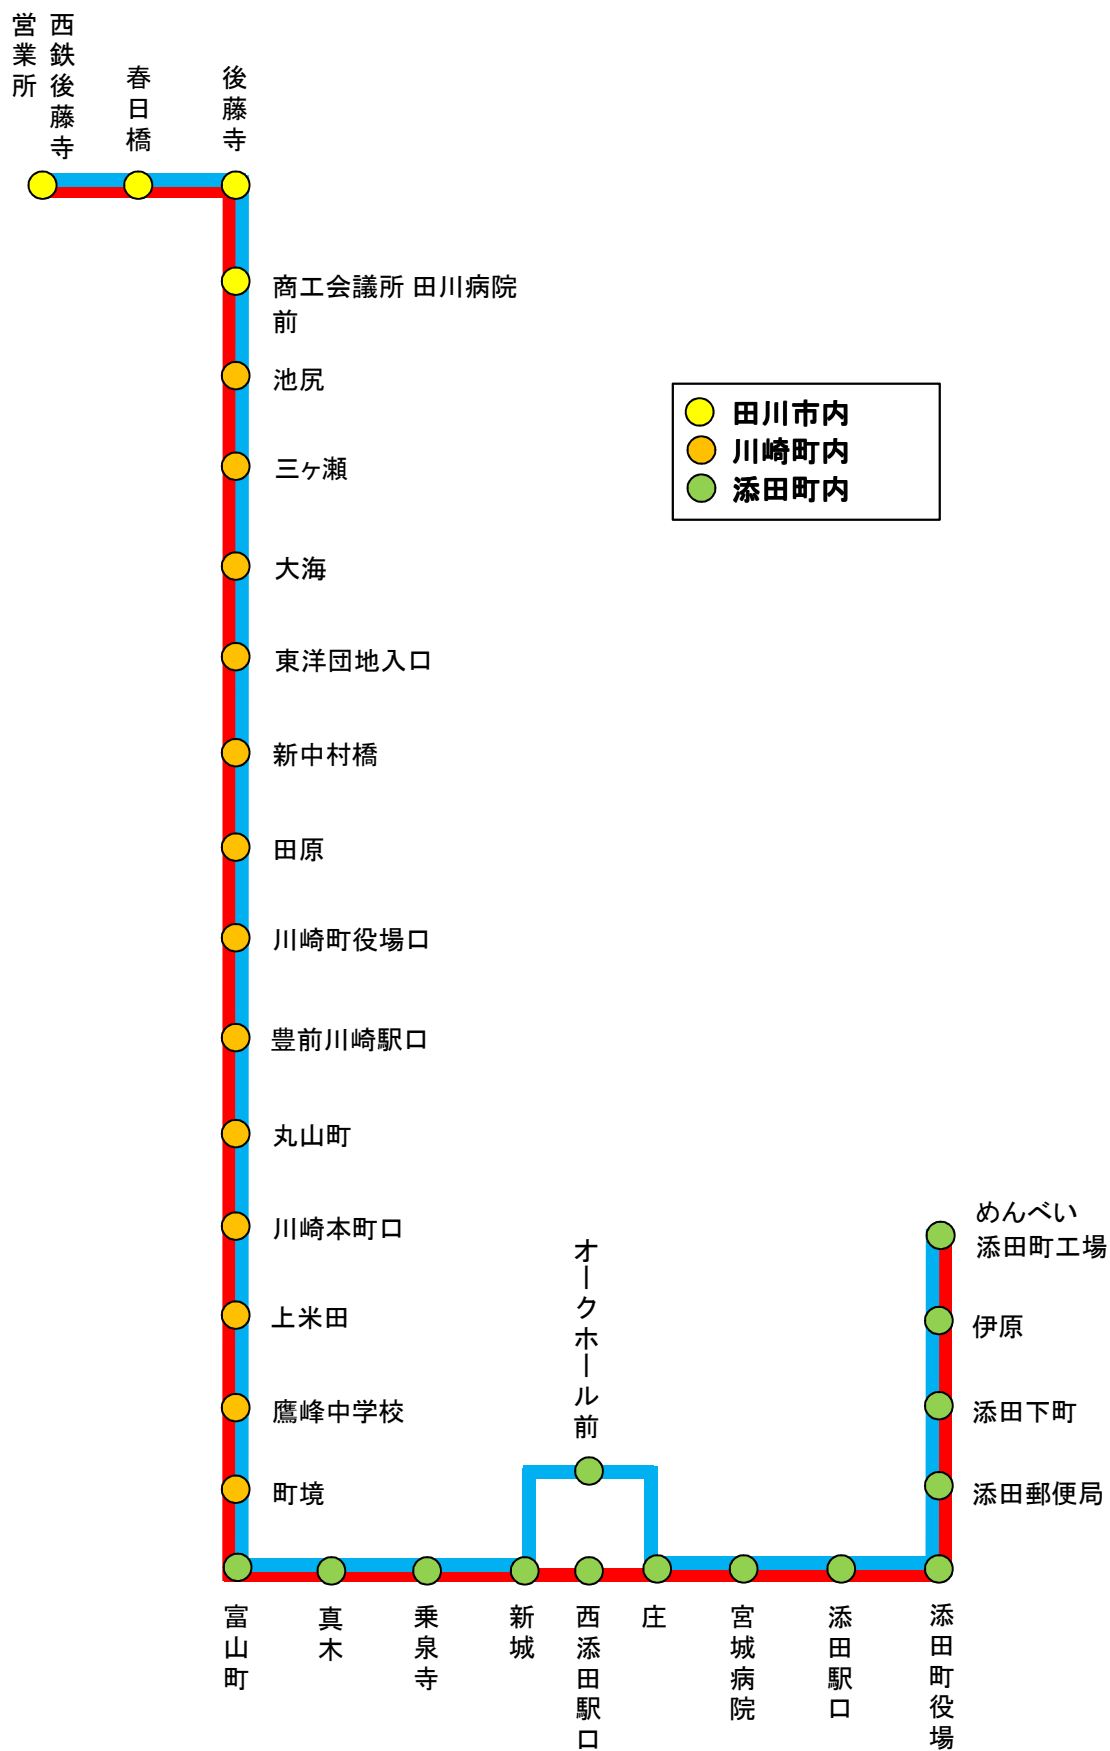 西鉄後藤寺
営業所
春日橋
後藤寺
商工会議所 田川病院
前
池尻
三ヶ瀬
大海
東洋団地入口
新中村橋
田原
川崎町役場口
豊前川崎駅口
丸山町
川崎本町口
上米田
鷹峰中学校
町境
田川市内
川崎町内
添田町内
オークホール前
めんべい
添田町工場
伊原
添田下町
添田郵便局
富山町
真木
乗泉寺
新城
西添田駅口
庄
宮城病院
添田駅口
添田町役場